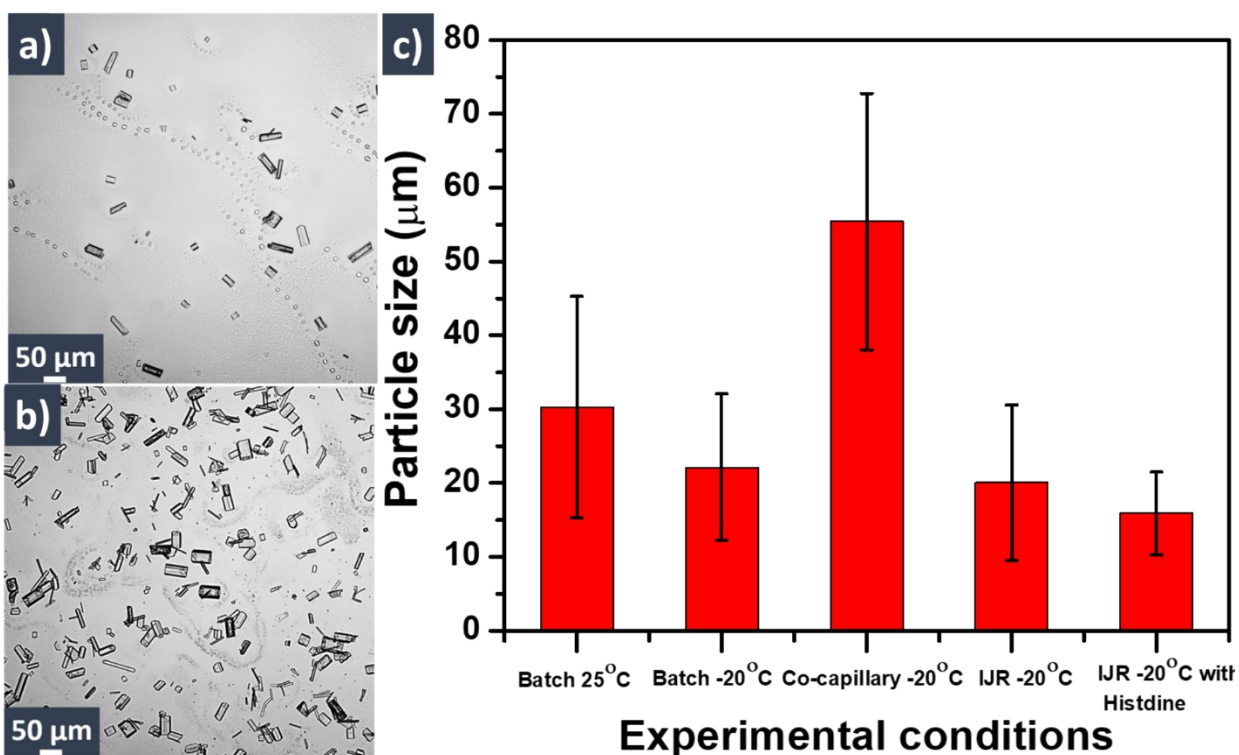 a)
50 µm
b)
50 µm
c)
Particle size (µm)
80
70
60
50
40
30
20
10
0
Batch 25°C
Batch -20°C
Co-capillary -20°C
IJR -20°C
IJR -20°C with
Histdine
Experimental conditions